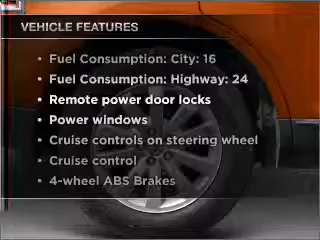 VEHICLE FEATURES
• Fuel Consumption: City: 16
• Fuel Consumption: Highway: 24
• Remote power door locks
• Power windows
• Cruise controls on steering wheel
• Cruise control
• 4-wheel ABS Brakes